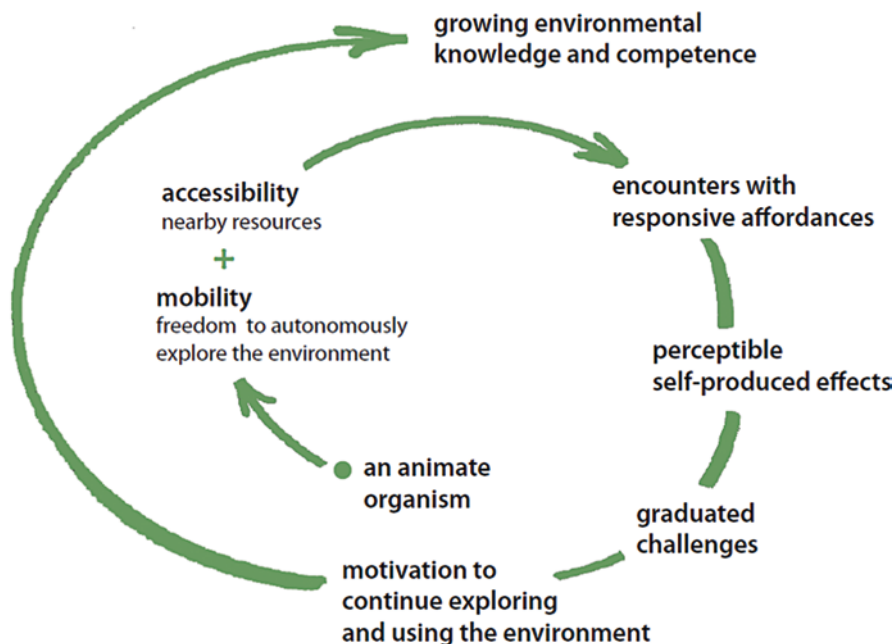 growing environmental
knowledge and competence
accessibility
nearby resources
+
mobility
freedom to autonomously
explore the environment
encounters with
responsive affordances
perceptible
self-produced effects
an animate
organism
graduated
challenges
motivation to
continue exploring
and using the environment